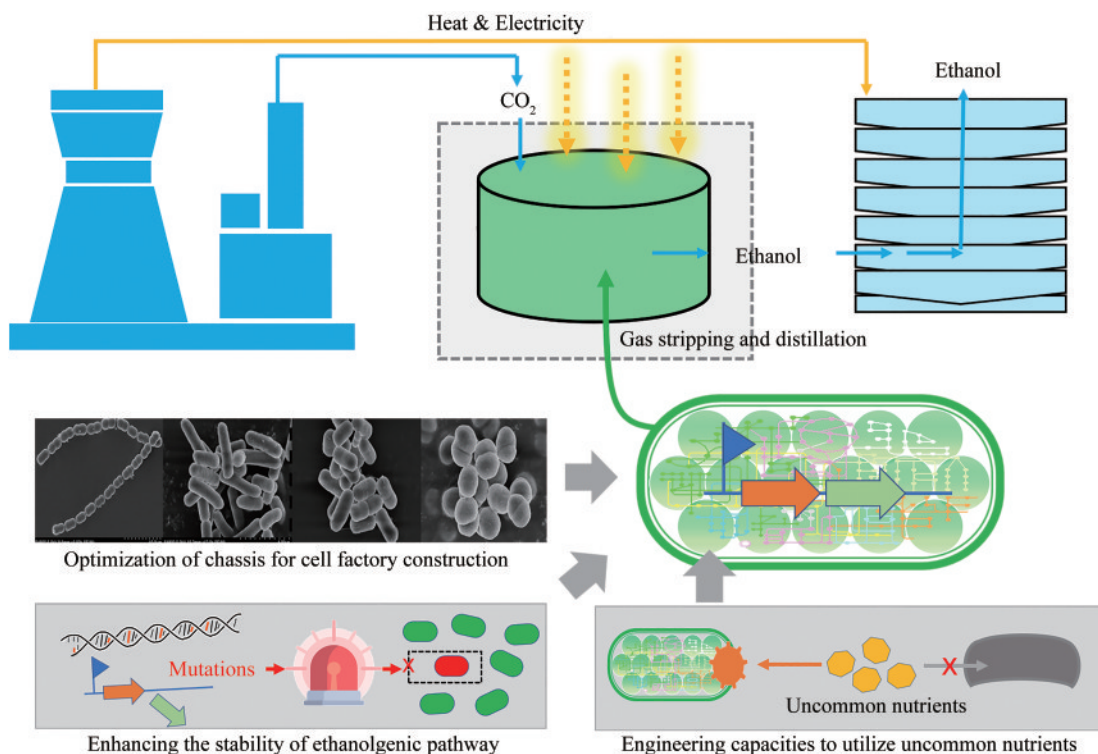 Heat & Electricity
CO₂
Ethanol
Ethanol
Gas stripping and distillation
Optimization of chassis for cell factory construction
Mutations
X
Uncommon nutrients
X
Enhancing the stability of ethanolgenic pathway
Engineering capacities to utilize uncommon nutrients